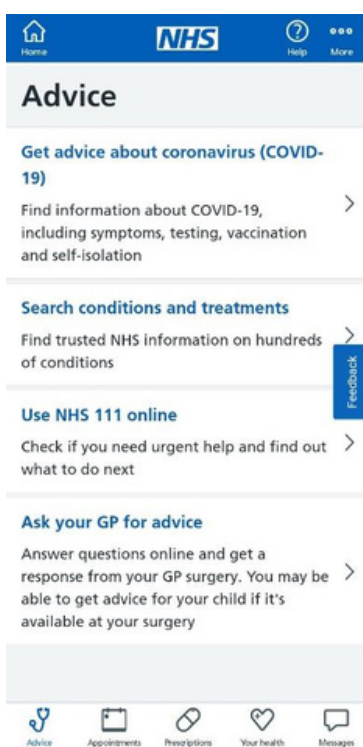 Home
NHS
Help
More
Advice
Get advice about coronavirus (COVID-
19)
Find information about COVID-19,
including symptoms, testing, vaccination
and self-isolation
Search conditions and treatments
Find trusted NHS information on hundreds
of conditions
Feedback
Use NHS 111 online
Check if you need urgent help and find out
what to do next
Ask your GP for advice
Answer questions online and get a
response from your GP surgery. You may be
able to get advice for your child if it's
available at your surgery
Advice
Appointments
Prescriptions
Your health
Messages